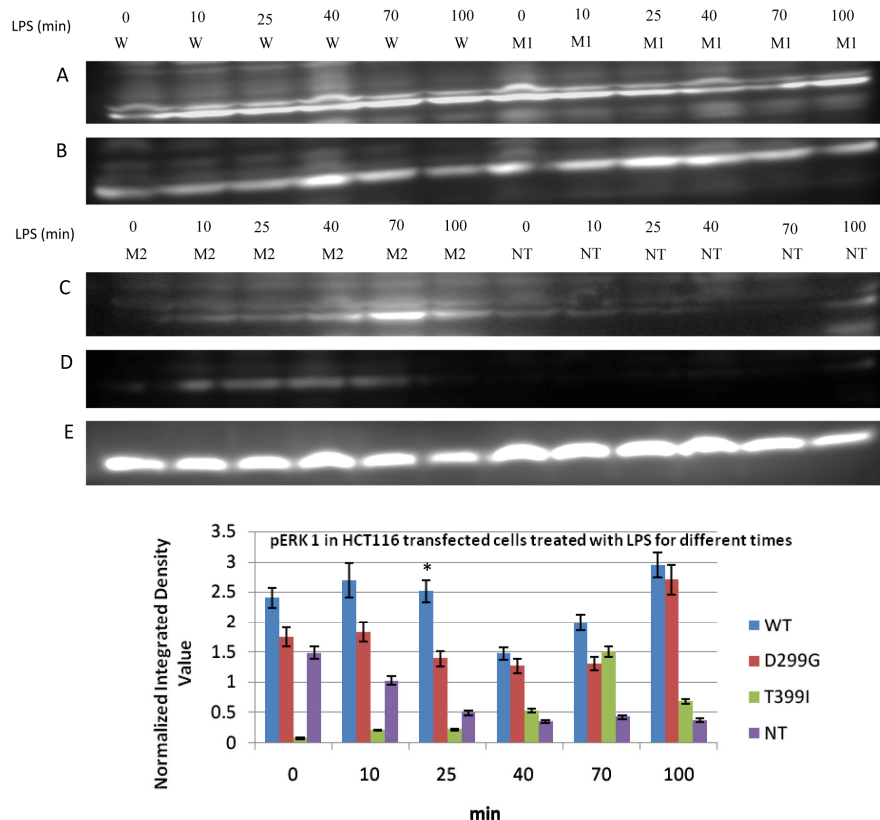 LPS (min) 0 10 25 40 70 100 0 10 25 40 70 100
W W W W W W M1 M1 M1 M1 M1 M1
A
B
LPS (min) 0 10 25 40 70 100 0 10 25 40 70 100
M2 M2 M2 M2 M2 M2 NT NT NT NT NT NT
C
D
E
pERK 1 in HCT116 transfected cells treated with LPS for different times
Normalized Integrated Density
Value
3.5
3
2.5
2
1.5
1
0.5
0
*
WT
D299G
T399I
NT
0 10 25 40 70 100
min